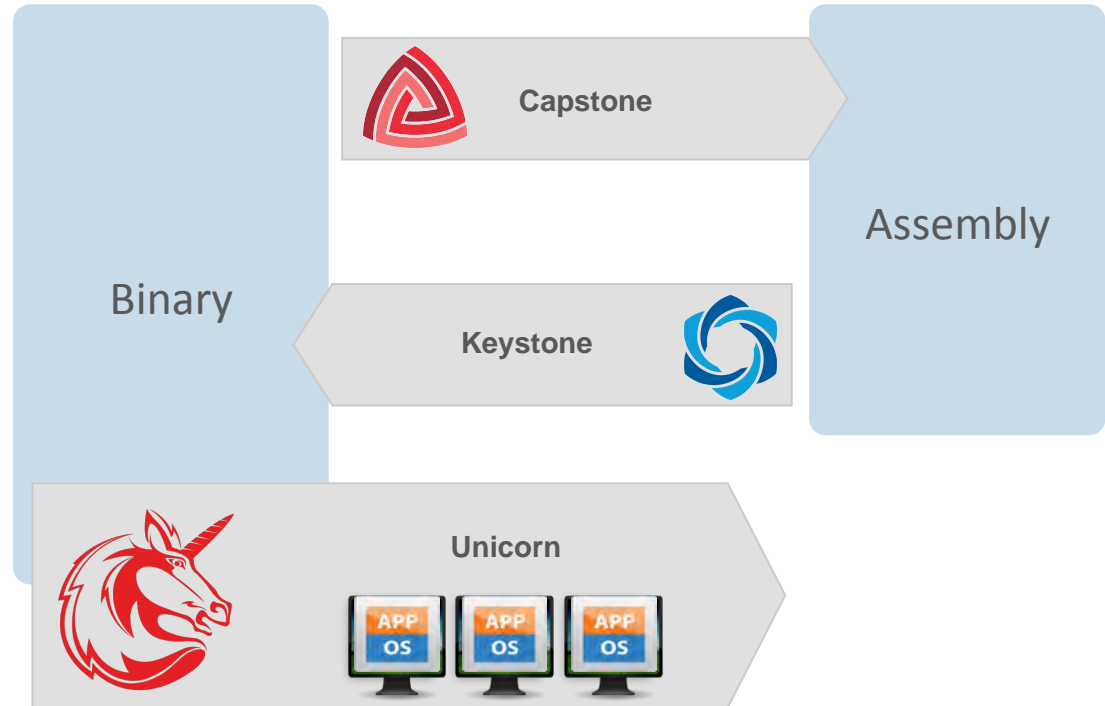 Capstone
Assembly
Binary
Keystone
Unicorn
APP APP APP
OS OS OS